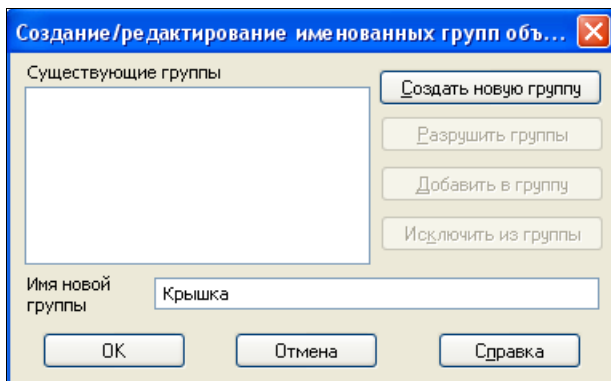 Создание/редактирование именованных групп объ...
Существующие группы
Создать новую группу
Разрушить группы
Добавить в группу
Исключить из группы
Имя новой
группы
Крышка
OK
Отмена
Справка